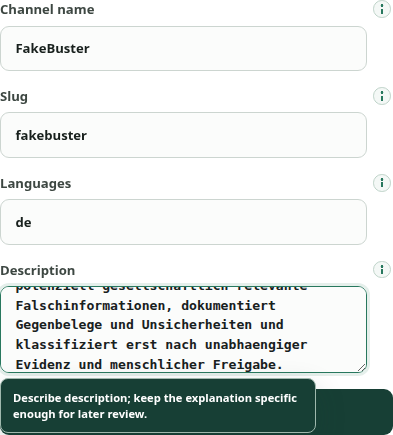 Channel name
FakeBuster
Slug
fakebuster
Languages
de
Description
potenziell gesellschaftlich relevante
Falschinformationen, dokumentiert
Gegenbelege und Unsicherheiten und
klassifiziert erst nach unabhaengiger
Evidenz und menschlicher Freigabe.
Describe description; keep the explanation specific
enough for later review.